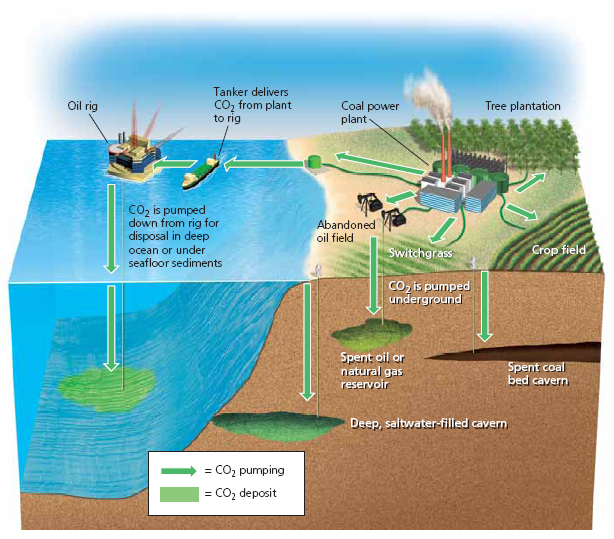 Tanker delivers
CO2 from plant
to rig
Oil rig
Coal power
plant
Tree plantation
CO2 is pumped
down from rig for
disposal in deep
ocean or under
seafloor sediments
Abandoned
oil field
Switchgrass
Crop field
CO2 is pumped
underground
Spent oil or
natural gas
reservoir
Spent coal
bed cavern
Deep, saltwater-filled cavern
= CO2 pumping
= CO2 deposit